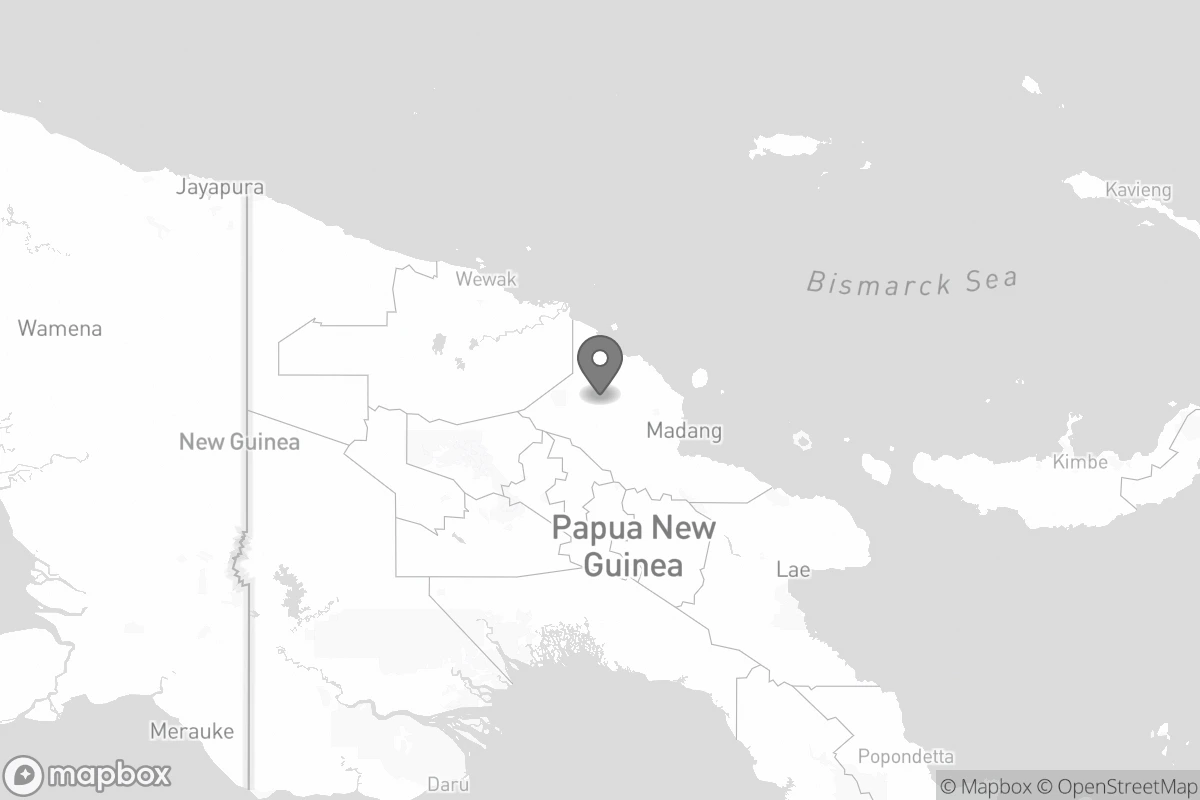 Jayapura
Kavieng
Wewak
Bismarck Sea
Wamena
Madang
New Guinea
Kimbe
Papua New
Guinea
Lae
Merauke
Popondetta
Darú
mapbox
© Mapbox © OpenStreetMap